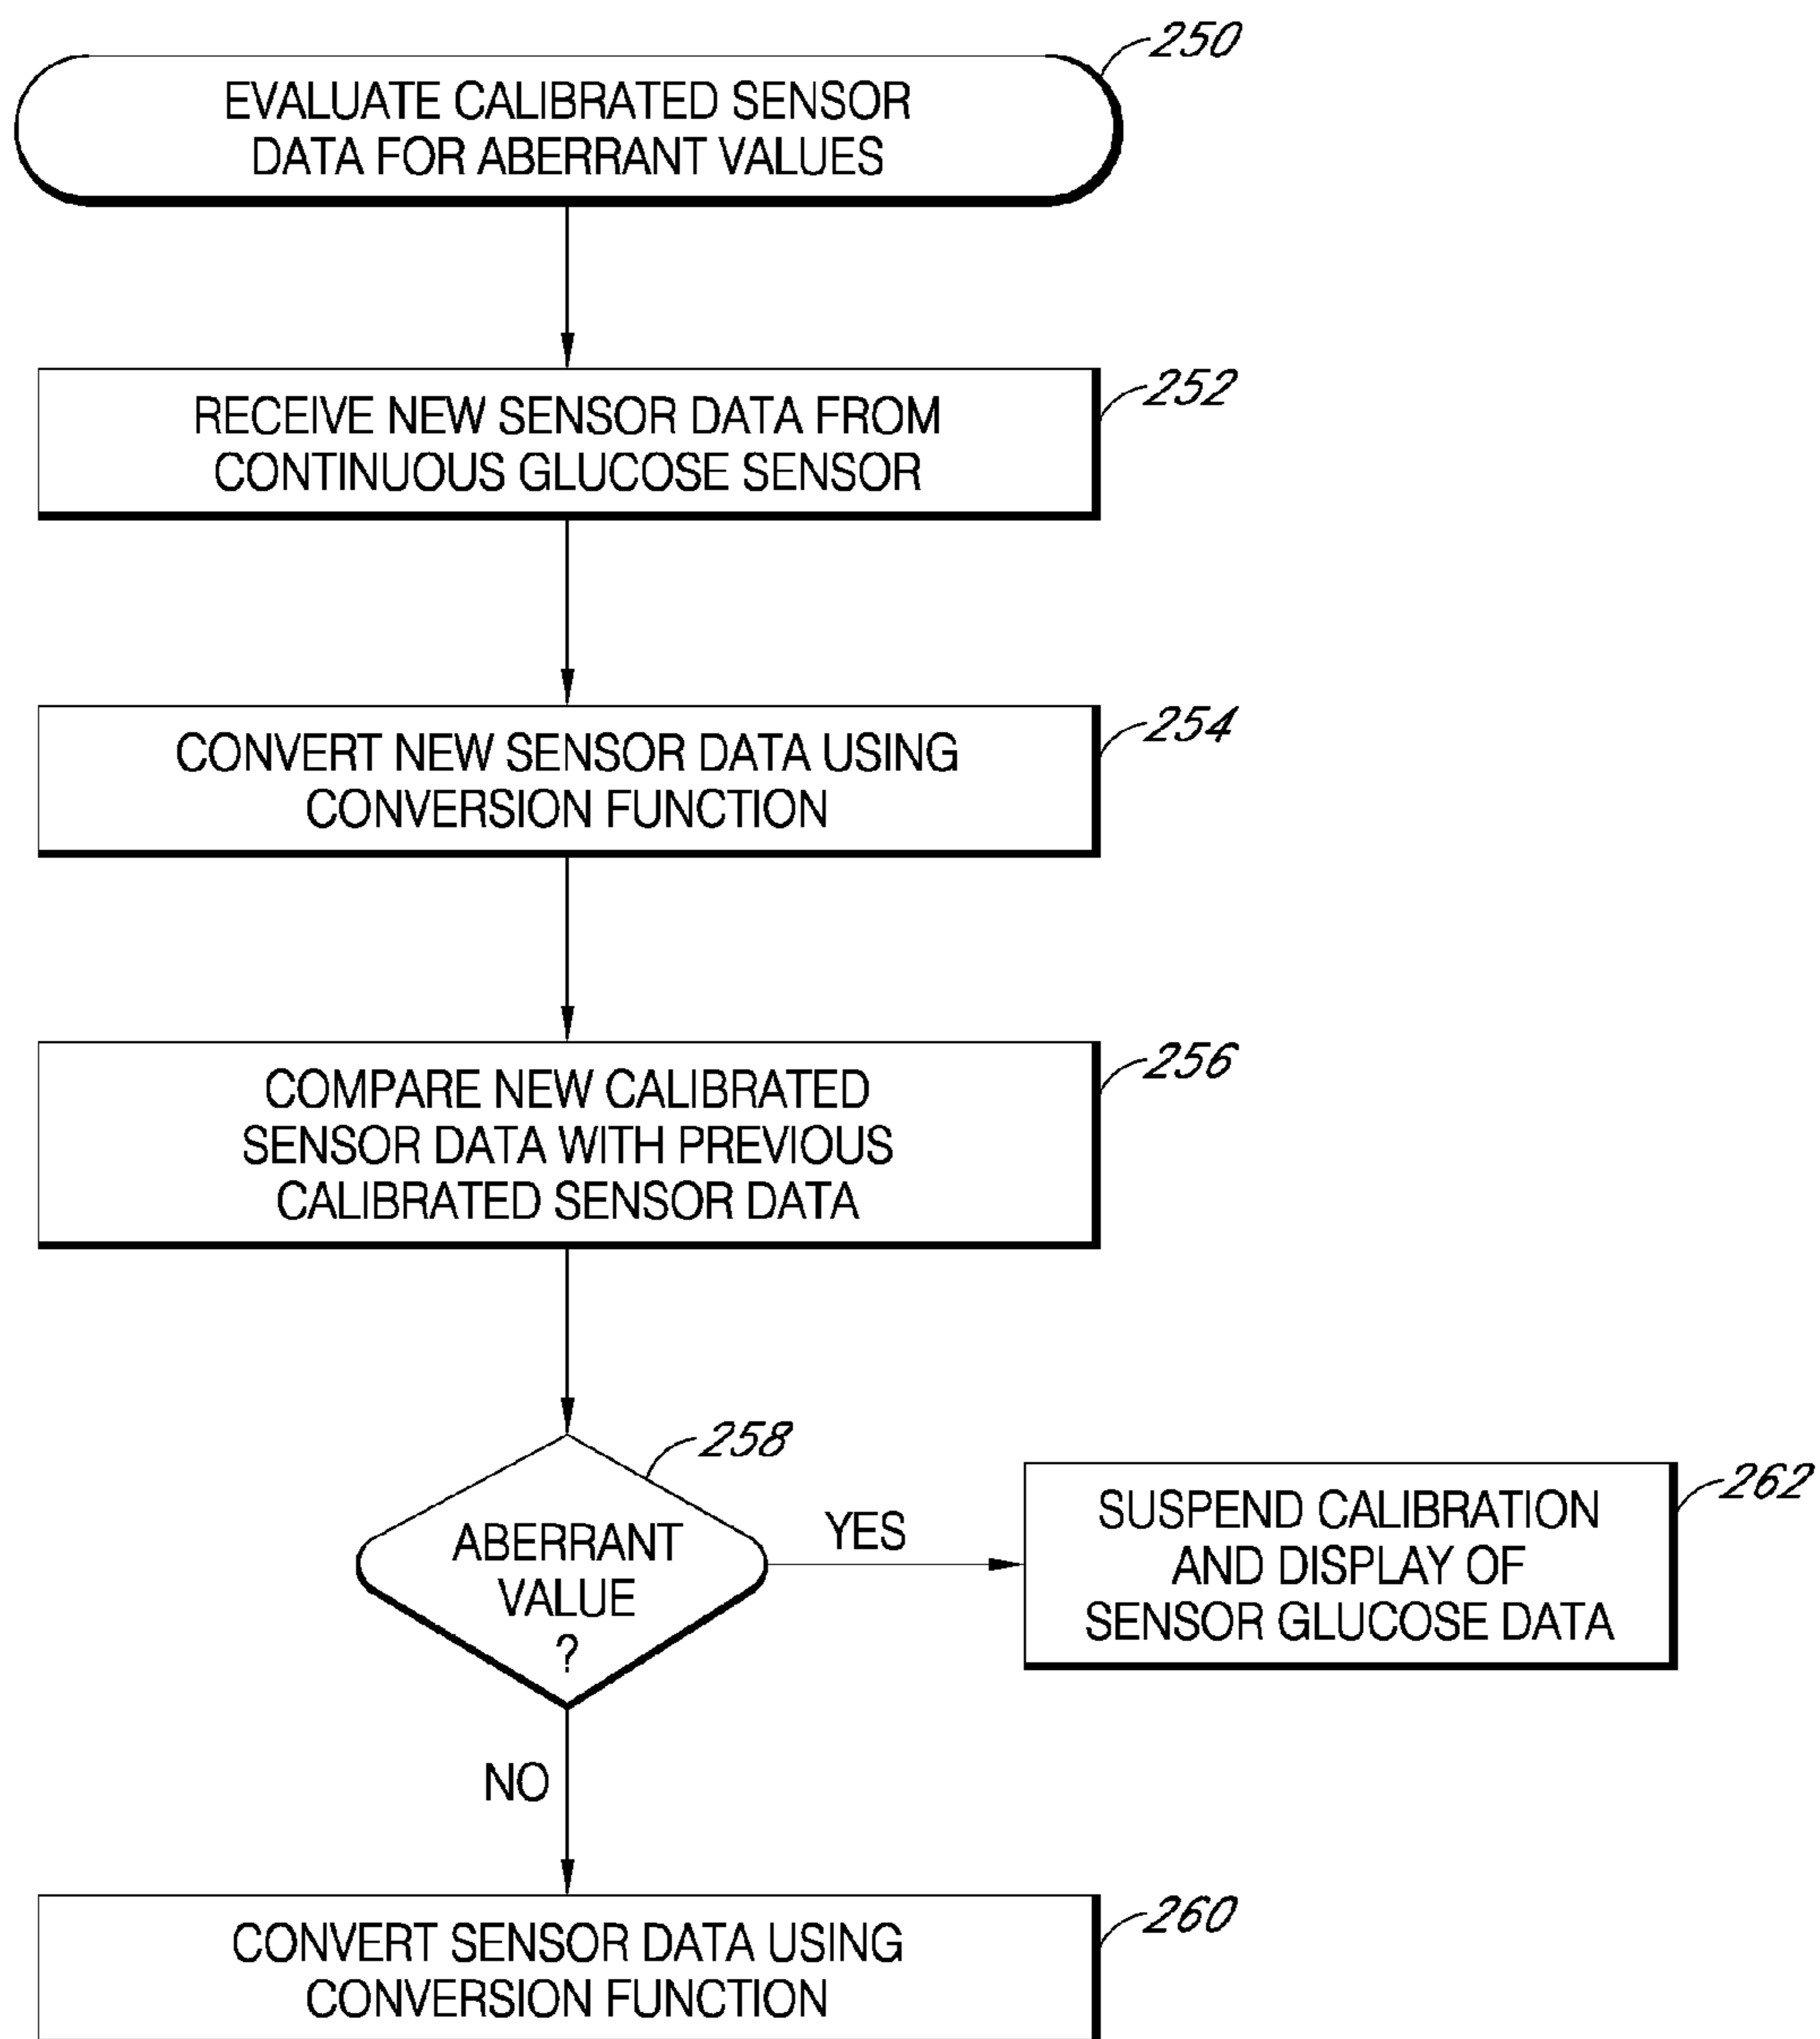 250
EVALUATE CALIBRATED SENSOR
DATA FOR ABERRANT VALUES
252
RECEIVE NEW SENSOR DATA FROM
CONTINUOUS GLUCOSE SENSOR
254
CONVERT NEW SENSOR DATA USING
CONVERSION FUNCTION
256
COMPARE NEW CALIBRATED
SENSOR DATA WITH PREVIOUS
CALIBRATED SENSOR DATA
258
ABERRANT
VALUE
?
YES
262
SUSPEND CALIBRATION
AND DISPLAY OF
SENSOR GLUCOSE DATA
NO
260
CONVERT SENSOR DATA USING
CONVERSION FUNCTION